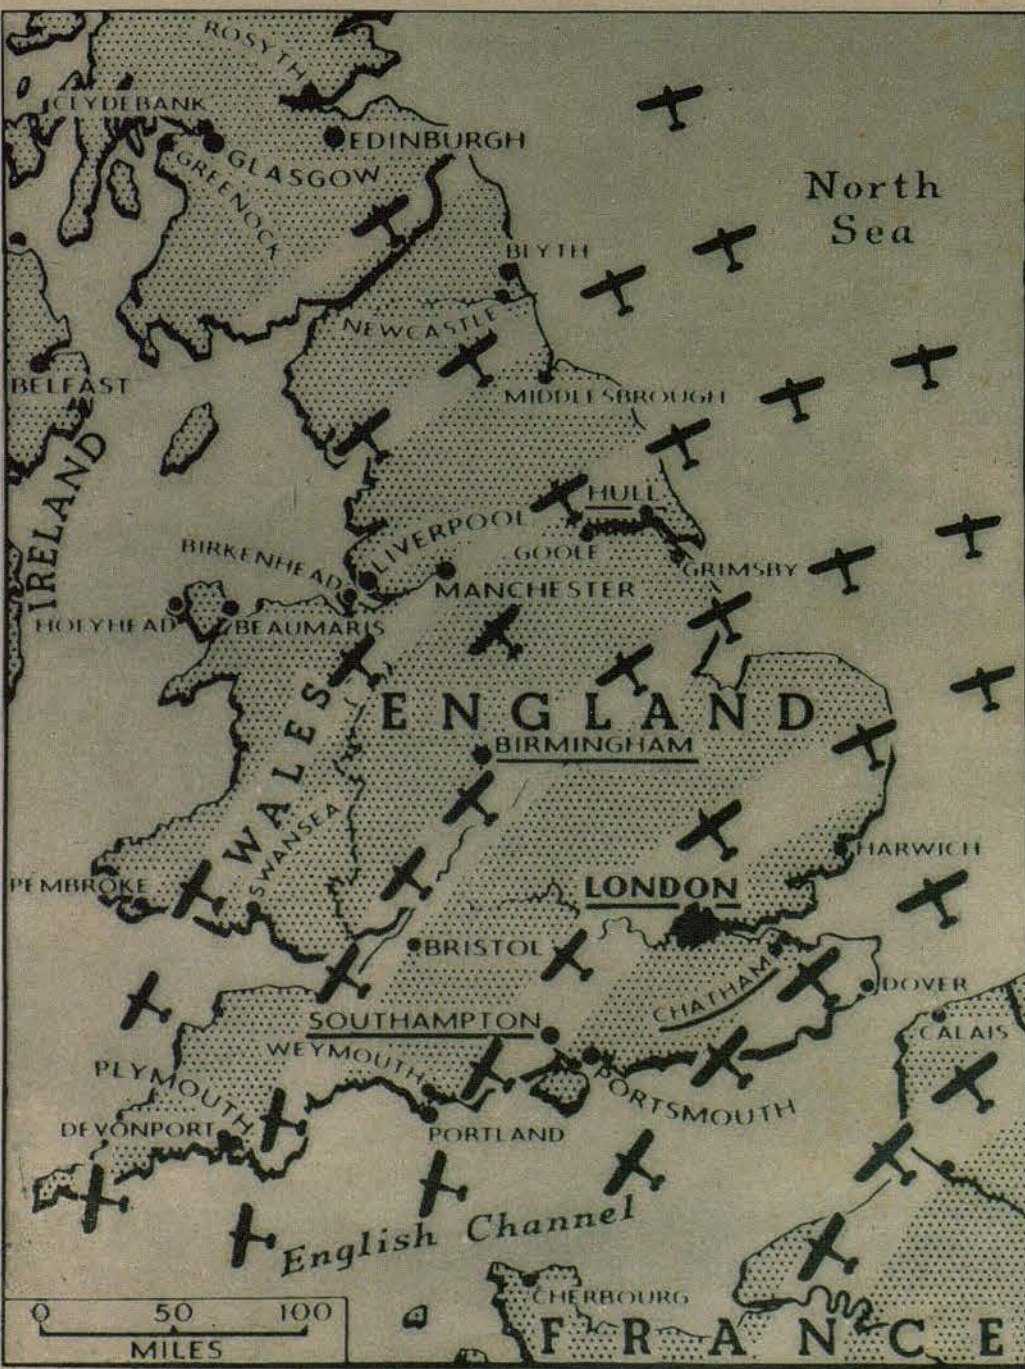 ROSYTH
CLYDEBANK
EDINBURGH
GLASGOW
GREENOCK
North
Sea
BLYTH
NEWCASTLE
BELFAST
MIDDLESBROUGH
IRELAND
HULL
LIVERPOOL
GOOLE
BIRKENHEAD
GRIMSBY
MANCHESTER
HOLYHEAD
BEAUMARIS
ENGLAND
BIRMINGHAM
WALES
SWANSEA
HARWICH
PEMBROKE
LONDON
BRISTOL
CHATHAM
DOVER
SOUTHAMPTON
CALAIS
WEYMOUTH
PLYMOUTH
PORTSMOUTH
DEVONPORT
PORTLAND
English Channel
CHERBOURG
FRANCE
0 50 100
MILES